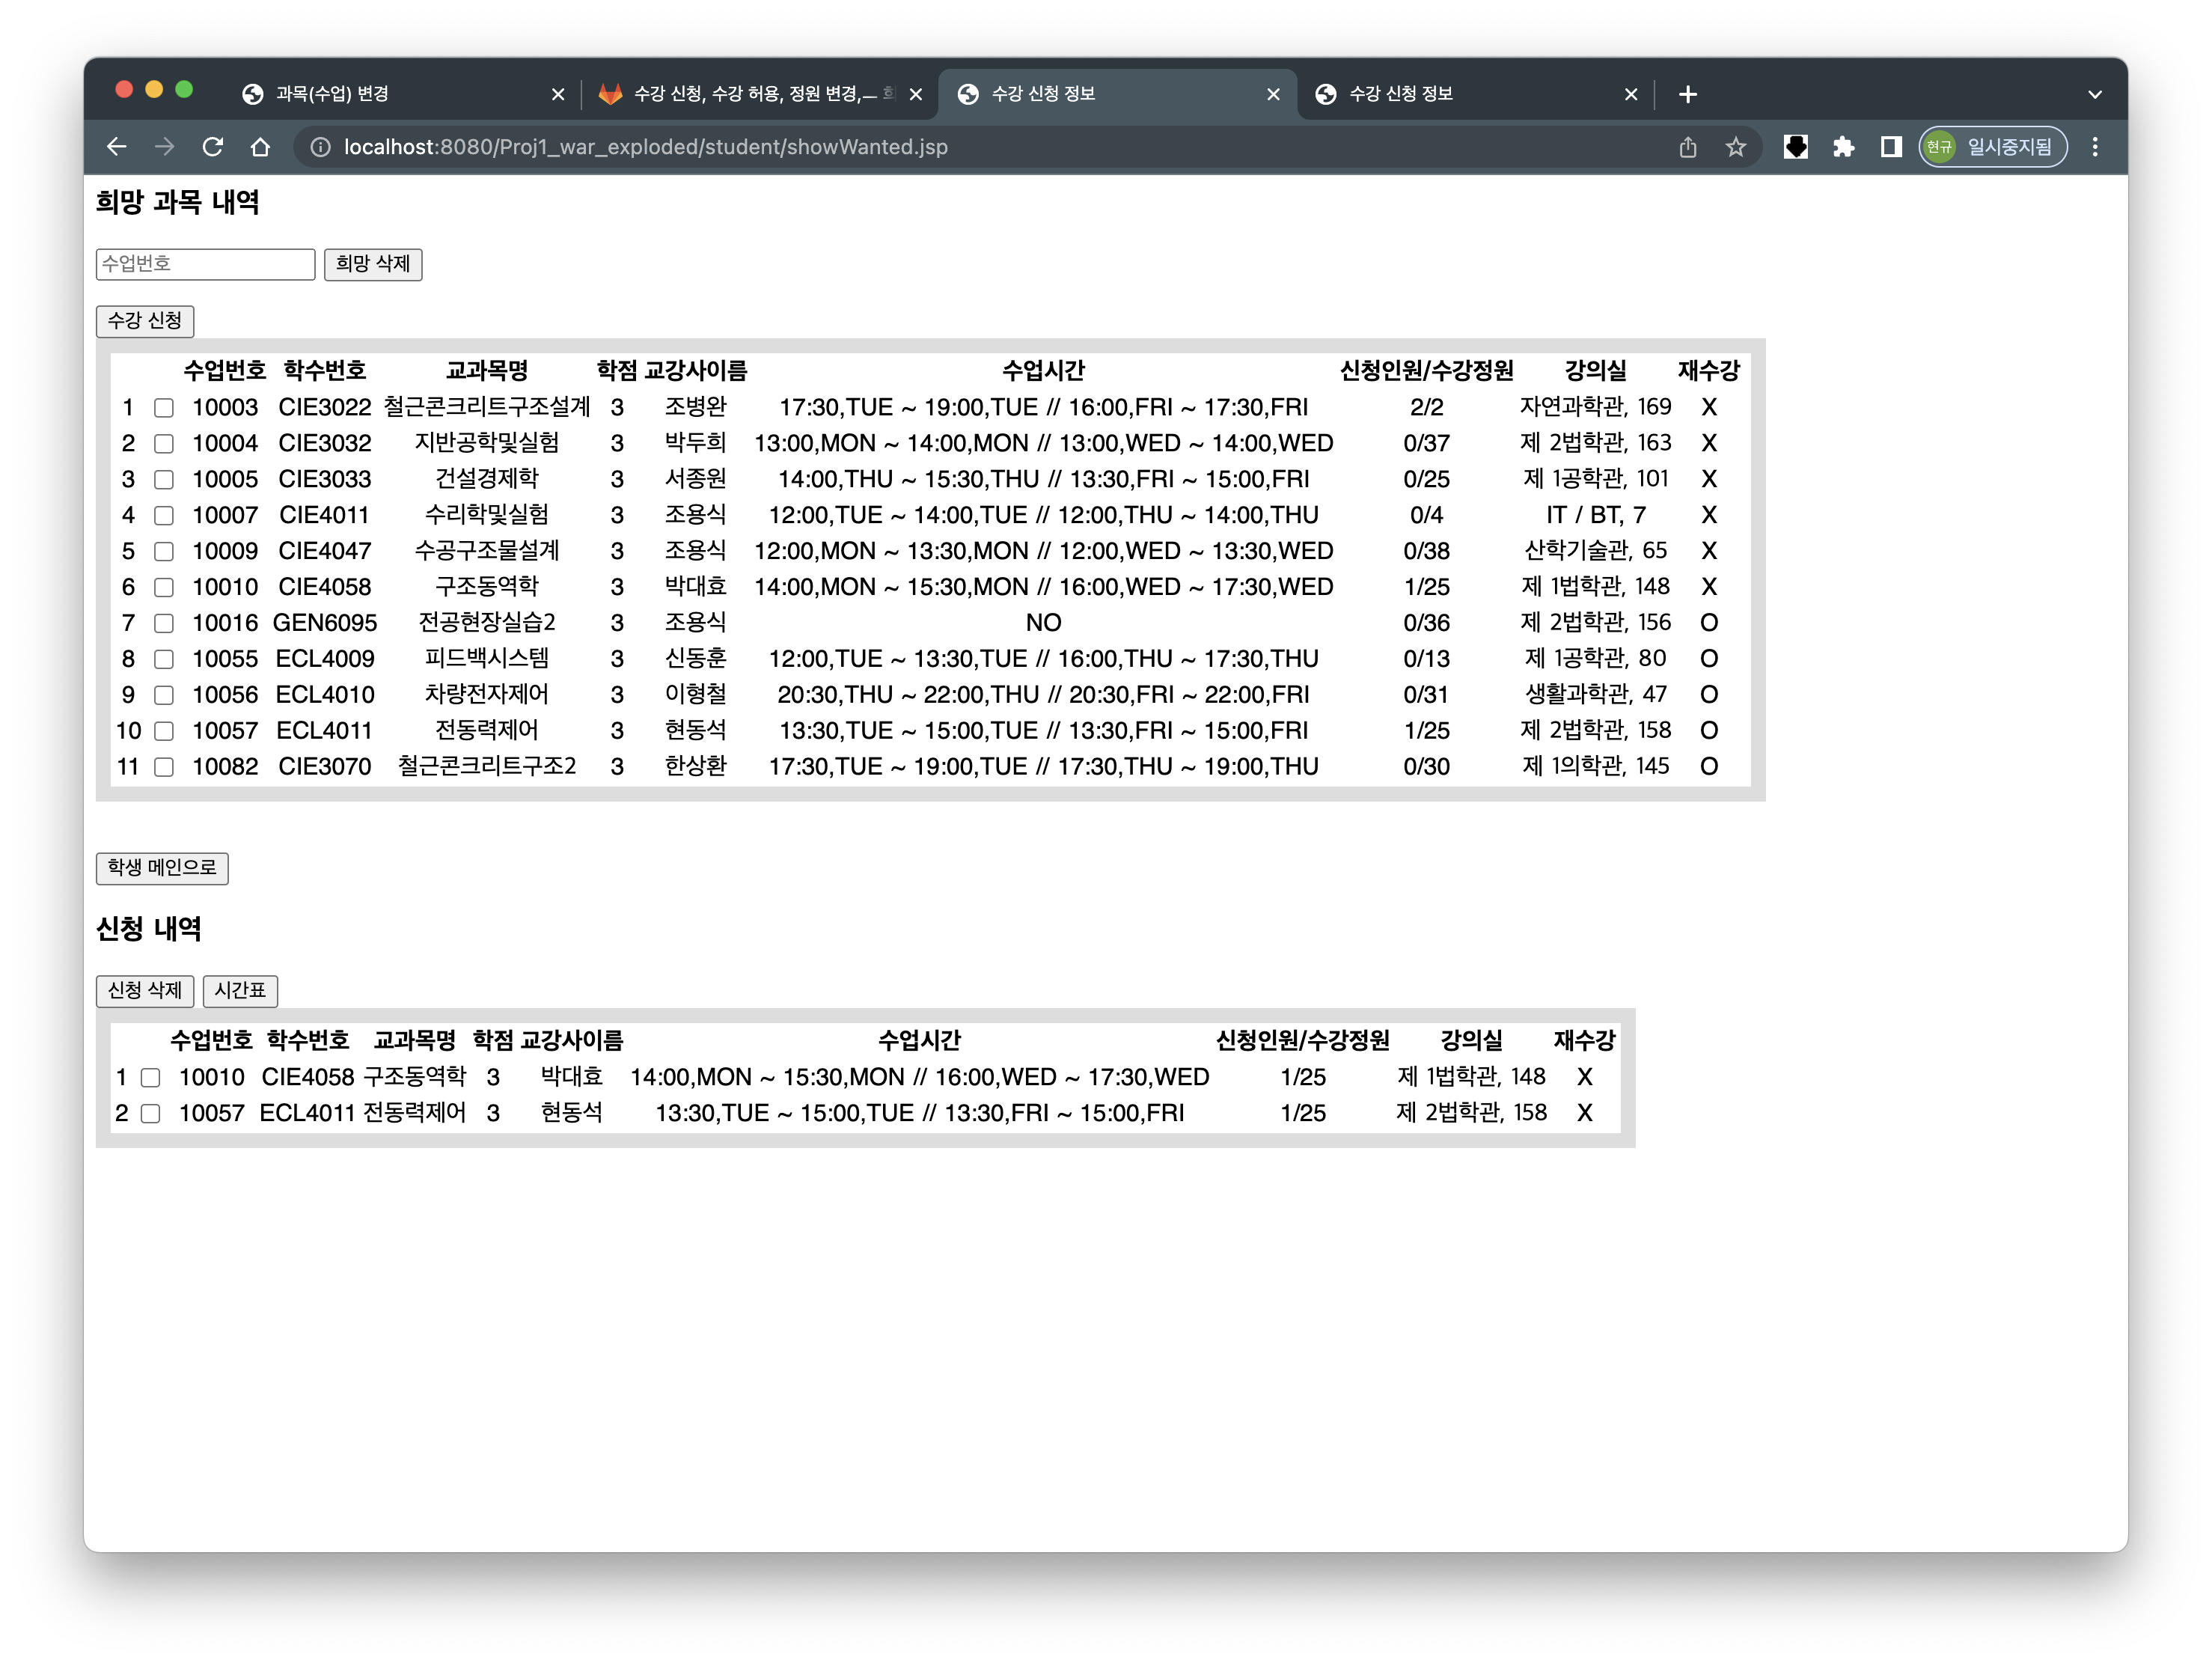 과목(수업) 변경
수강 신청, 수강 허용, 정원 변경,
수강 신청 정보
수강 신청 정보
localhost:8080/Proj1_war_exploded/student/showWanted.jsp
현규 일시중지됨
희망 과목 내역
수업번호 희망 삭제
수강 신청
수업번호 학수번호 교과목명 학점 교강사이름 수업시간 신청인원/수강정원 강의실 재수강
1 10003 CIE3022 철근콘크리트구조설계 3 조병완 17:30,TUE ~ 19:00,TUE // 16:00,FRI ~ 17:30,FRI 2/2 자연과학관, 169 X
2 10004 CIE3032 지반공학및실험 3 박두희 13:00,MON ~ 14:00,MON // 13:00,WED ~ 14:00,WED 0/37 제 2법학관, 163 X
3 10005 CIE3033 건설경제학 3 서종원 14:00,THU ~ 15:30,THU // 13:30,FRI ~ 15:00,FRI 0/25 제 1공학관, 101 X
4 10007 CIE4011 수리학및실험 3 조용식 12:00,TUE ~ 14:00,TUE // 12:00,THU ~ 14:00,THU 0/4 IT / BT, 7 X
5 10009 CIE4047 수공구조물설계 3 조용식 12:00,MON ~ 13:30,MON // 12:00,WED ~ 13:30,WED 0/38 산학기술관, 65 X
6 10010 CIE4058 구조동역학 3 박대효 14:00,MON ~ 15:30,MON // 16:00,WED ~ 17:30,WED 1/25 제 1법학관, 148 X
7 10016 GEN6095 전공현장실습2 3 조용식 NO 0/36 제 2법학관, 156 O
8 10055 ECL4009 피드백시스템 3 신동훈 12:00,TUE ~ 13:30,TUE // 16:00,THU ~ 17:30,THU 0/13 제 1공학관, 80 O
9 10056 ECL4010 차량전자제어 3 이형철 20:30,THU ~ 22:00,THU // 20:30,FRI ~ 22:00,FRI 0/31 생활과학관, 47 O
10 10057 ECL4011 전동력제어 3 현동석 13:30,TUE ~ 15:00,TUE // 13:30,FRI ~ 15:00,FRI 1/25 제 2법학관, 158 O
11 10082 CIE3070 철근콘크리트구조2 3 한상환 17:30,TUE ~ 19:00,TUE // 17:30,THU ~ 19:00,THU 0/30 제 1의학관, 145 O
학생 메인으로
신청 내역
신청 삭제 시간표
수업번호 학수번호 교과목명 학점 교강사이름 수업시간 신청인원/수강정원 강의실 재수강
1 10010 CIE4058 구조동역학 3 박대효 14:00,MON ~ 15:30,MON // 16:00,WED ~ 17:30,WED 1/25 제 1법학관, 148 X
2 10057 ECL4011 전동력제어 3 현동석 13:30,TUE ~ 15:00,TUE // 13:30,FRI ~ 15:00,FRI 1/25 제 2법학관, 158 X